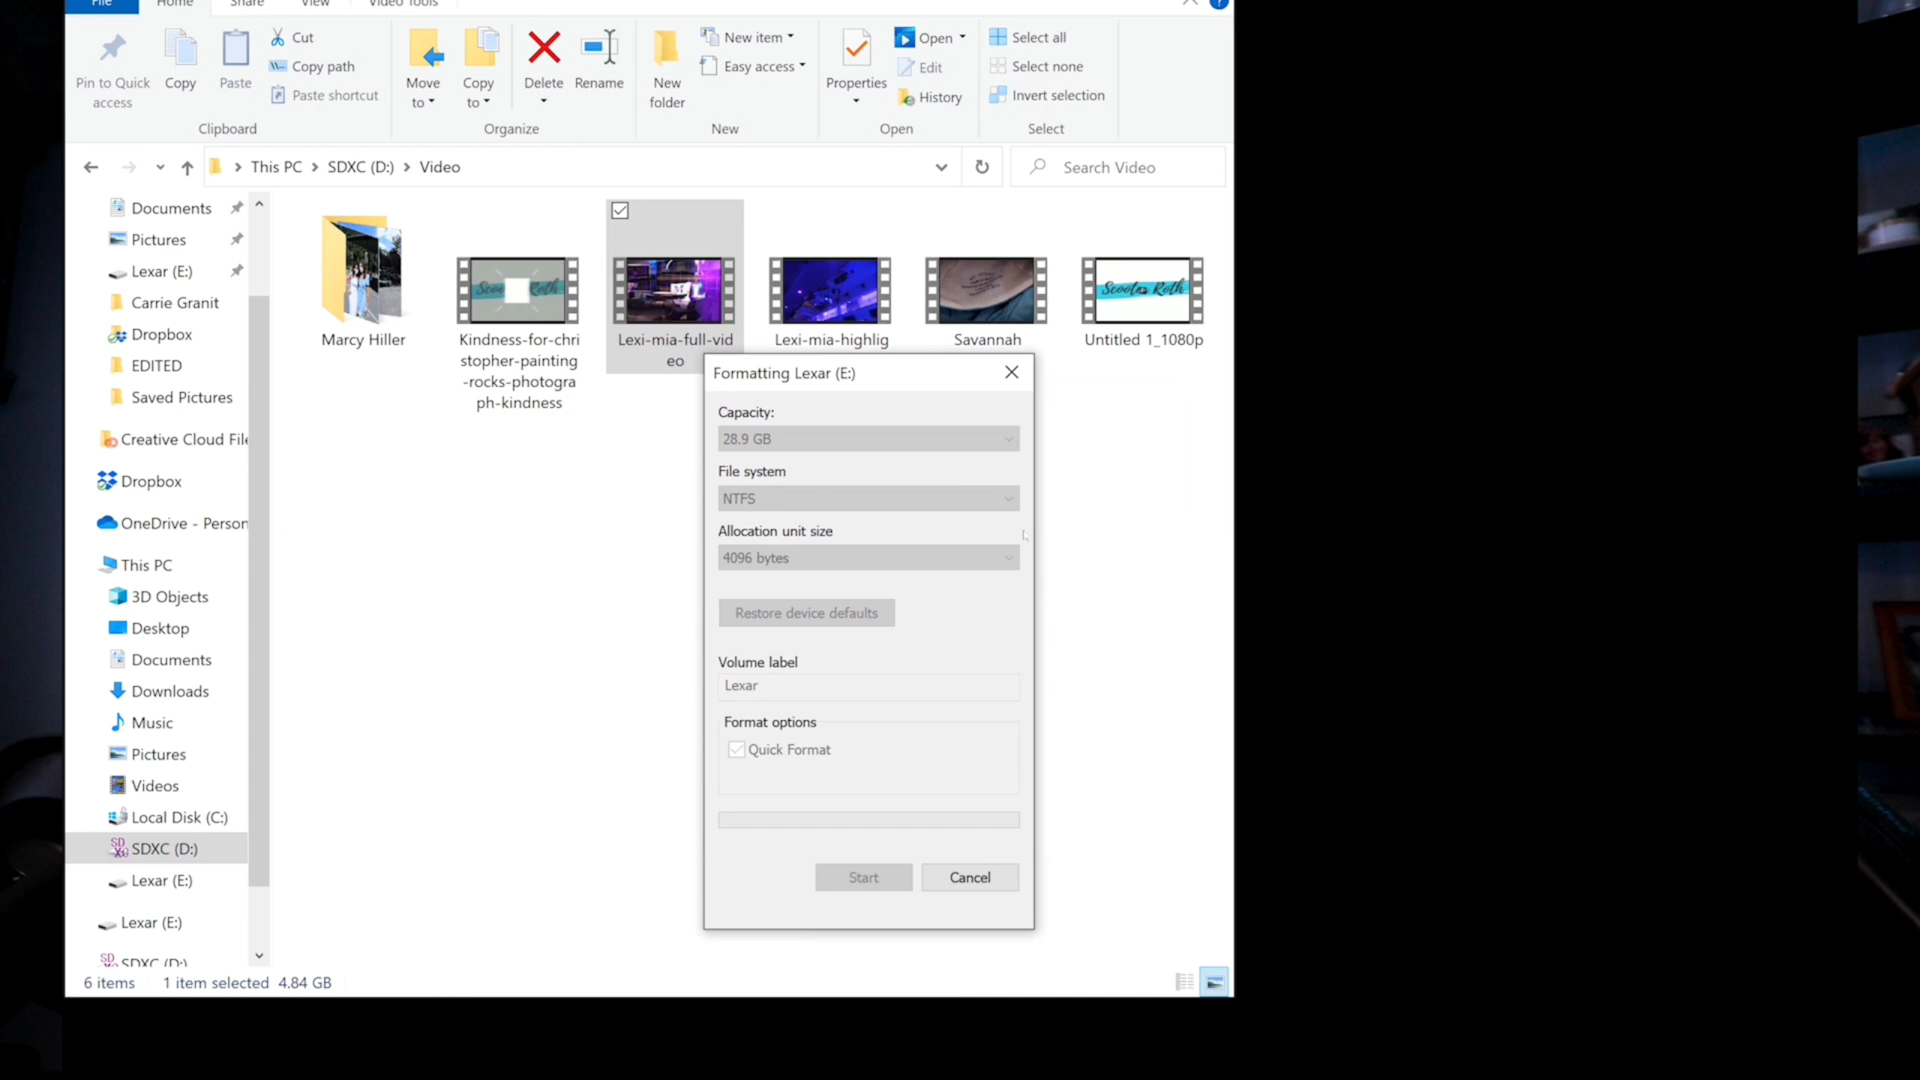 File
Home
Share
View
Video Tools
Pin to Quick
access
Copy
Paste
Cut
Copy path
Paste shortcut
Clipboard
Move
to
Copy
to
Delete
Rename
Organize
New
folder
New item
Easy access
New
Properties
Open
Edit
History
Open
Select all
Select none
Invert selection
Select
This PC
SDXC (D:)
Video
Search Video
Documents
Pictures
Lexar (E:)
Carrie Granit
Dropbox
EDITED
Saved Pictures
Creative Cloud File
Dropbox
OneDrive - Person
This PC
3D Objects
Desktop
Documents
Downloads
Music
Pictures
Videos
Local Disk (C:)
SDXC (D:)
Lexar (E:)
Lexar (E:)
SDXC (D:)
Marcy Hiller
Kindness-for-chri
stopher-painting
-rocks-photogra
ph-kindness
Lexi-mia-full-vid
eo
Lexi-mia-highlig
Savannah
Scooter Roth
Untitled 1_1080p
Formatting Lexar (E:)
Capacity:
28.9 GB
File system
NTFS
Allocation unit size
4096 bytes
Restore device defaults
Volume label
Lexar
Format options
Quick Format
Start
Cancel
6 items
1 item selected
4.84 GB